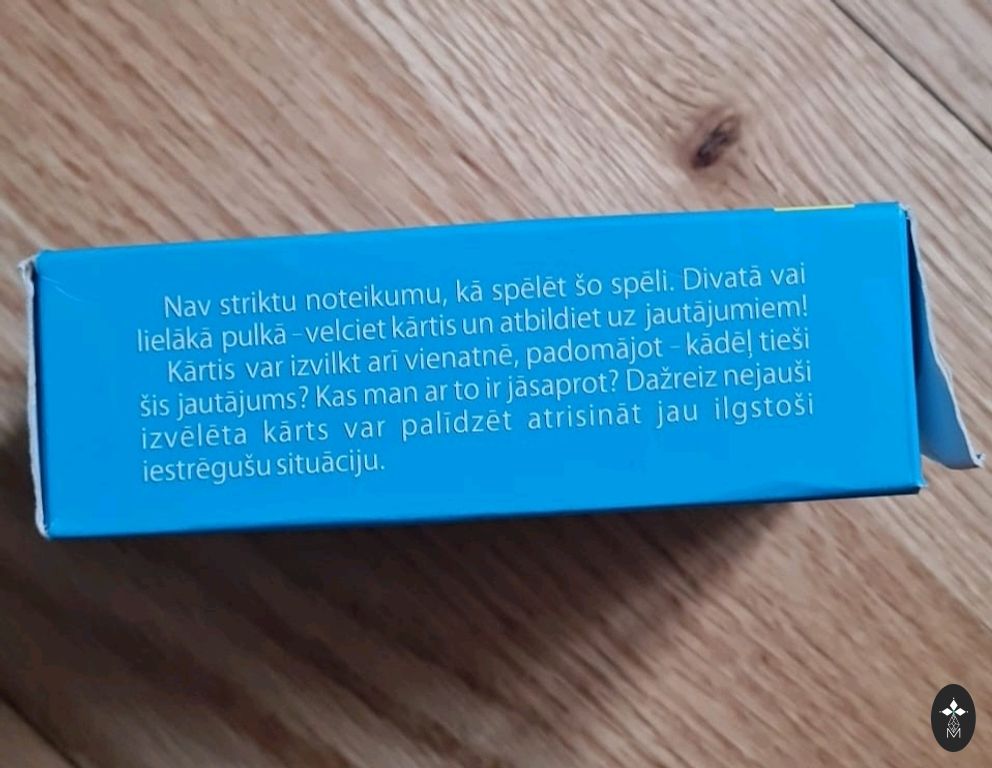 Nav striktu noteikumu, kā spēlēt šo spēli. Divatā vai
lielākā pulkā – velciet kārtis un atbildiet uz jautājumiem!
Kārtis var izvilkt arī vienatnē, padomājot – kādēļ tieši
šis jautājums? Kas man ar to ir jāsaprot? Dažreiz nejauši
izvēlēta kārts var palīdzēt atrisināt jau ilgstoši
iestrēgušu situāciju.
M